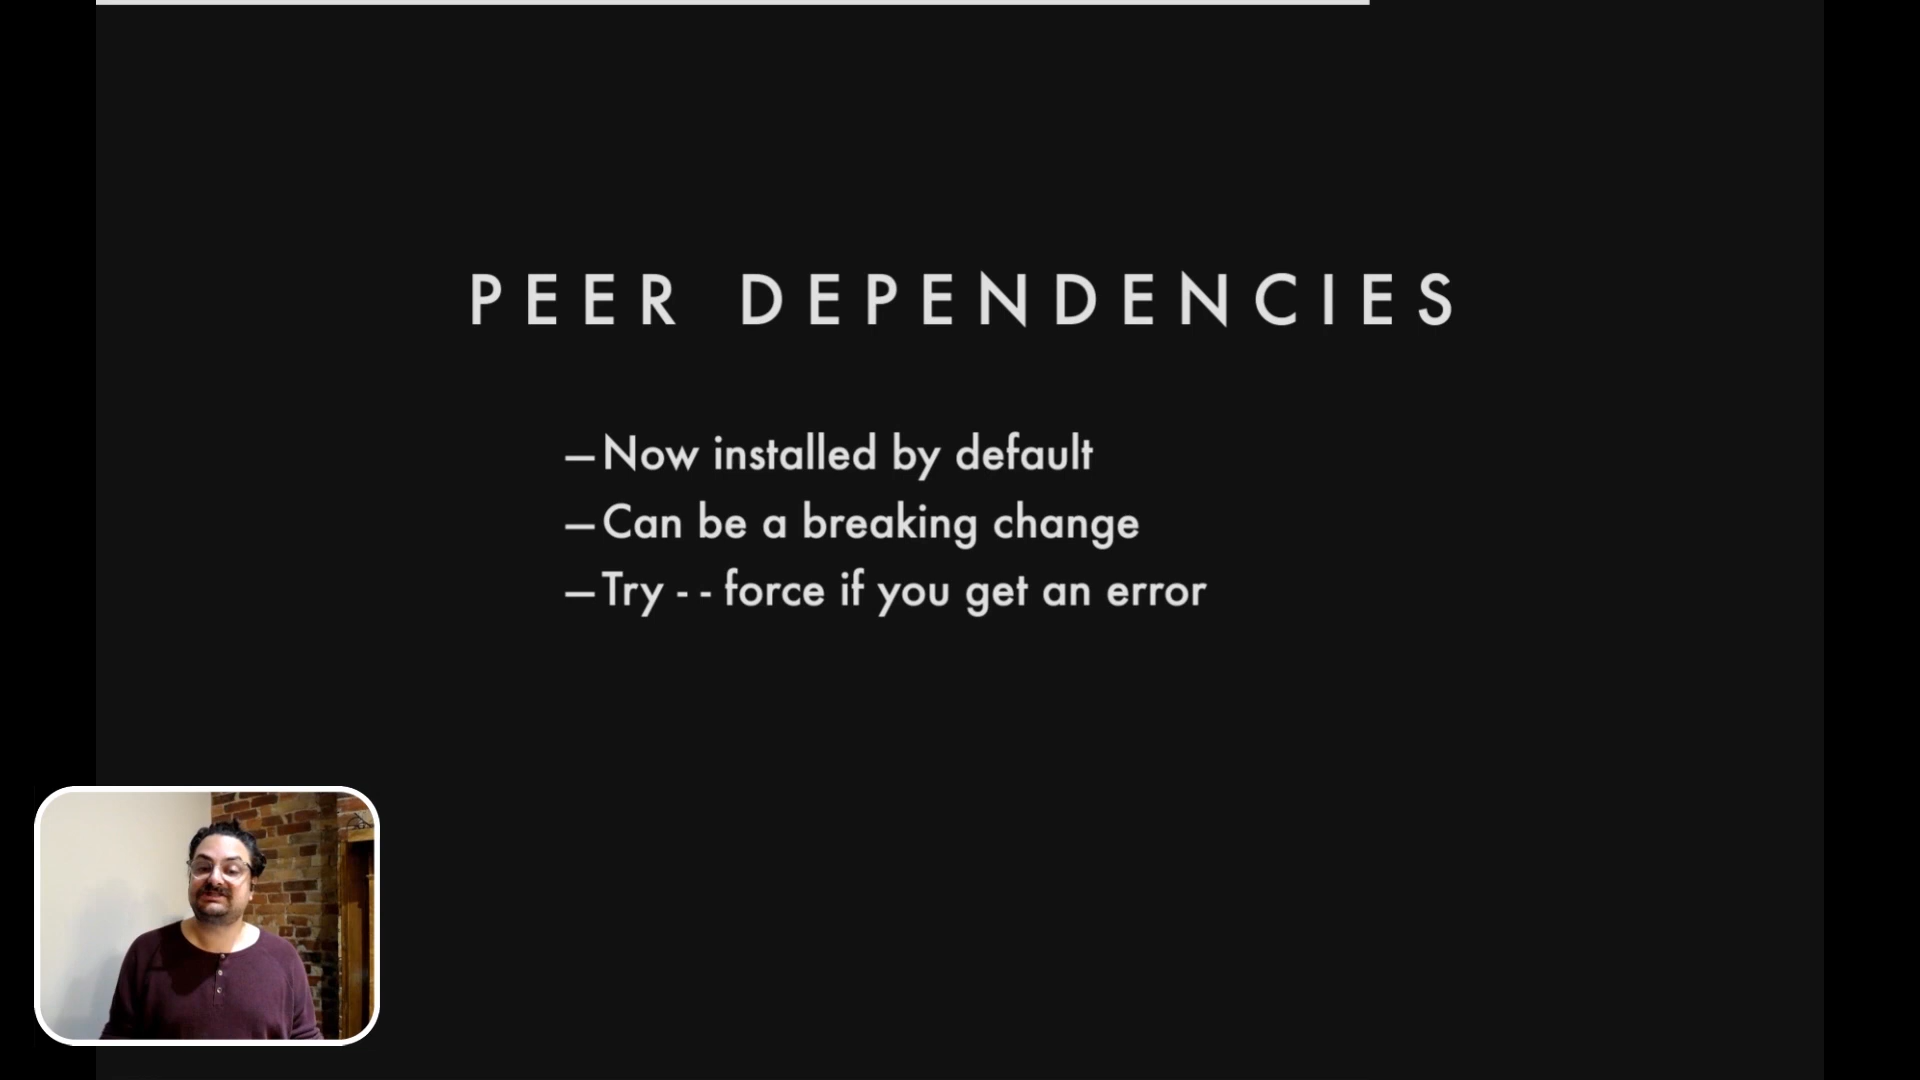 PEER DEPENDENCIES
—Now installed by default
—Can be a breaking change
—Try - - force if you get an error